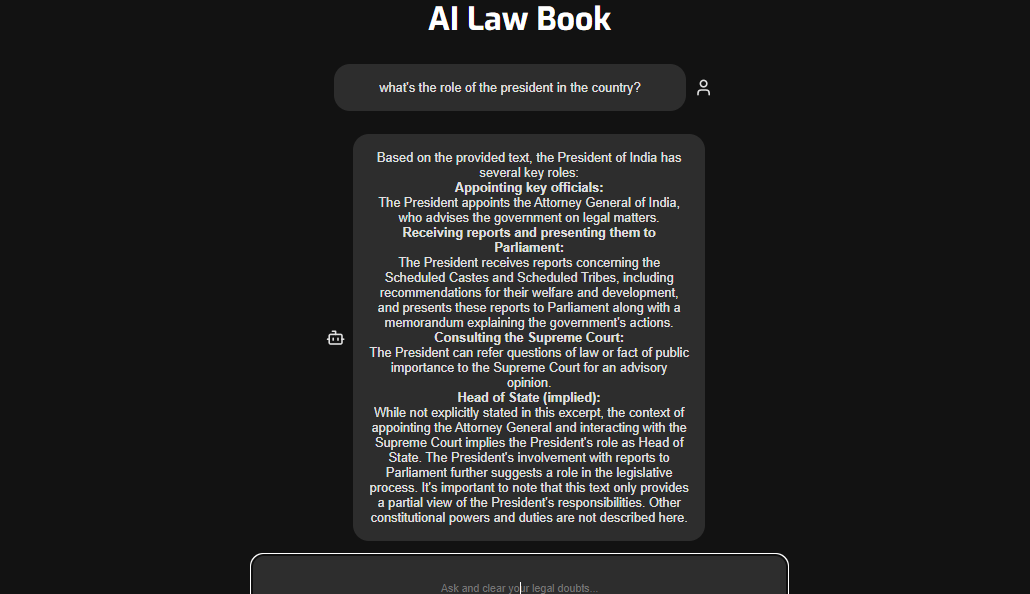 AI Law Book
what's the role of the president in the country?
Based on the provided text, the President of India has
several key roles:
Appointing key officials:
The President appoints the Attorney General of India,
who advises the government on legal matters.
Receiving reports and presenting them to
Parliament:
The President receives reports concerning the
Scheduled Castes and Scheduled Tribes, including
recommendations for their welfare and development,
and presents these reports to Parliament along with a
memorandum explaining the government's actions.
Consulting the Supreme Court:
The President can refer questions of law or fact of public
importance to the Supreme Court for an advisory
opinion.
Head of State (implied):
While not explicitly stated in this excerpt, the context of
appointing the Attorney General and interacting with the
Supreme Court implies the President's role as Head of
State. The President's involvement with reports to
Parliament further suggests a role in the legislative
process. It's important to note that this text only provides
a partial view of the President's responsibilities. Other
constitutional powers and duties are not described here.
Ask and clear your legal doubts...